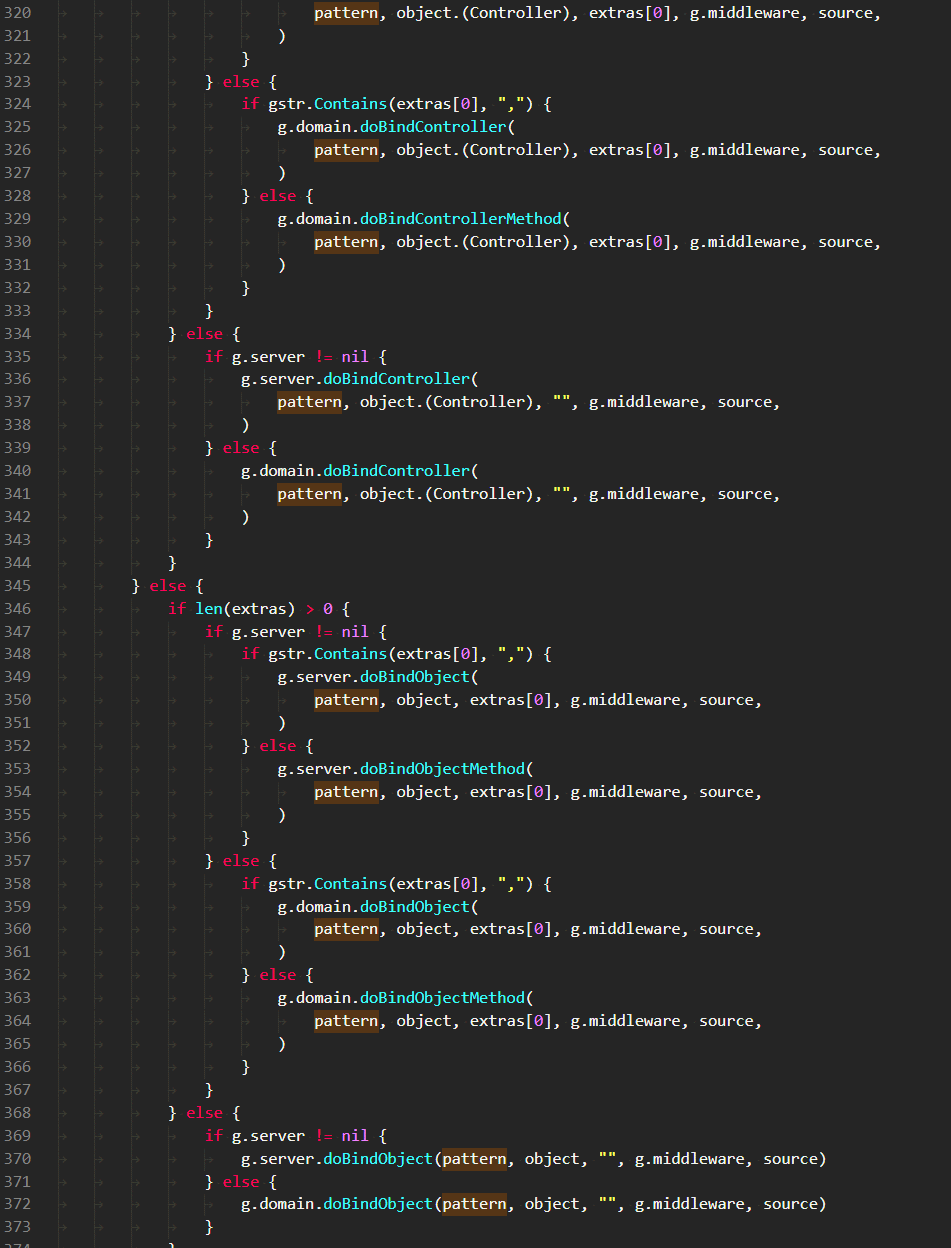 320 pattern, object.(Controller), extras[0], g.middleware, source,
321 )
322 }
323 } else {
324 if gstr.Contains(extras[0], ",") {
325 g.domain.doBindController(
326 pattern, object.(Controller), extras[0], g.middleware, source,
327 )
328 } else {
329 g.domain.doBindControllerMethod(
330 pattern, object.(Controller), extras[0], g.middleware, source,
331 )
332 }
333 }
334 } else {
335 if g.server != nil {
336 g.server.doBindController(
337 pattern, object.(Controller), "", g.middleware, source,
338 )
339 } else {
340 g.domain.doBindController(
341 pattern, object.(Controller), "", g.middleware, source,
342 )
343 }
344 }
345 } else {
346 if len(extras) > 0 {
347 if g.server != nil {
348 if gstr.Contains(extras[0], ",") {
349 g.server.doBindObject(
350 pattern, object, extras[0], g.middleware, source,
351 )
352 } else {
353 g.server.doBindObjectMethod(
354 pattern, object, extras[0], g.middleware, source,
355 )
356 }
357 } else {
358 if gstr.Contains(extras[0], ",") {
359 g.domain.doBindObject(
360 pattern, object, extras[0], g.middleware, source,
361 )
362 } else {
363 g.domain.doBindObjectMethod(
364 pattern, object, extras[0], g.middleware, source,
365 )
366 }
367 }
368 } else {
369 if g.server != nil {
370 g.server.doBindObject(pattern, object, "", g.middleware, source)
371 } else {
372 g.domain.doBindObject(pattern, object, "", g.middleware, source)
373 }
374 }